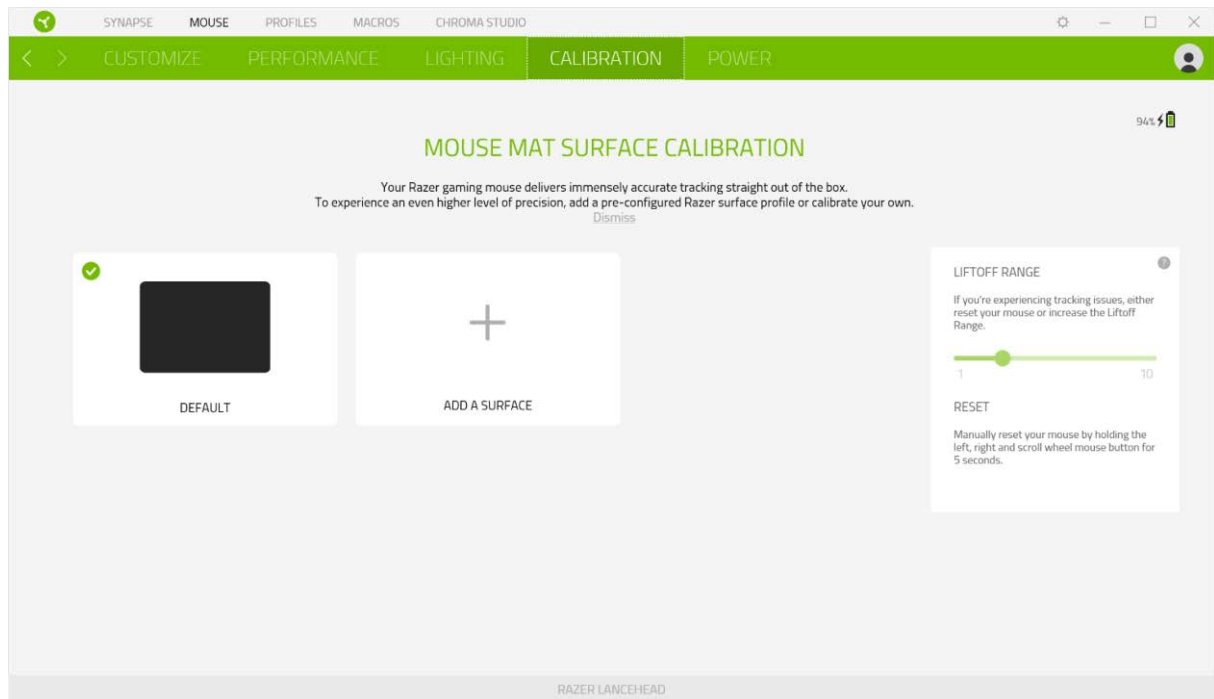 SYNAPSE MOUSE PROFILES MACROS CHROMA STUDIO
CUSTOMIZE PERFORMANCE LIGHTING CALIBRATION POWER
94%
MOUSE MAT SURFACE CALIBRATION
Your Razer gaming mouse delivers immensely accurate tracking straight out of the box.
To experience an even higher level of precision, add a pre-configured Razer surface profile or calibrate your own.
Dismiss
DEFAULT
ADD A SURFACE
LIFTOFF RANGE
?
If you're experiencing tracking issues, either
reset your mouse or increase the Liftoff
Range.
1 10
RESET
Manually reset your mouse by holding the
left, right and scroll wheel mouse button for
5 seconds.
RAZER LANCEHEAD